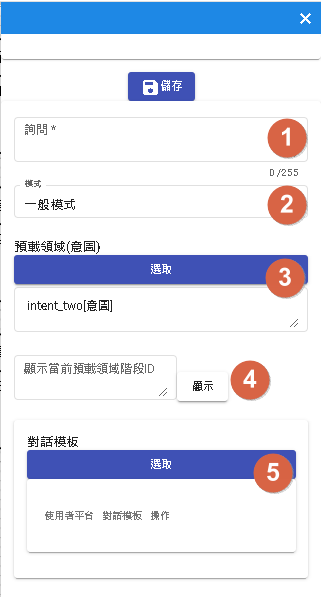 ×
儲存
詢問 *
1
0 /255
模式
一般模式
2
預載領域(意圖)
選取
3
intent_two[意圖]
顯示當前預載領域階段ID
顯示
4
對話模板
選取
5
使用者平台 對話模板 操作